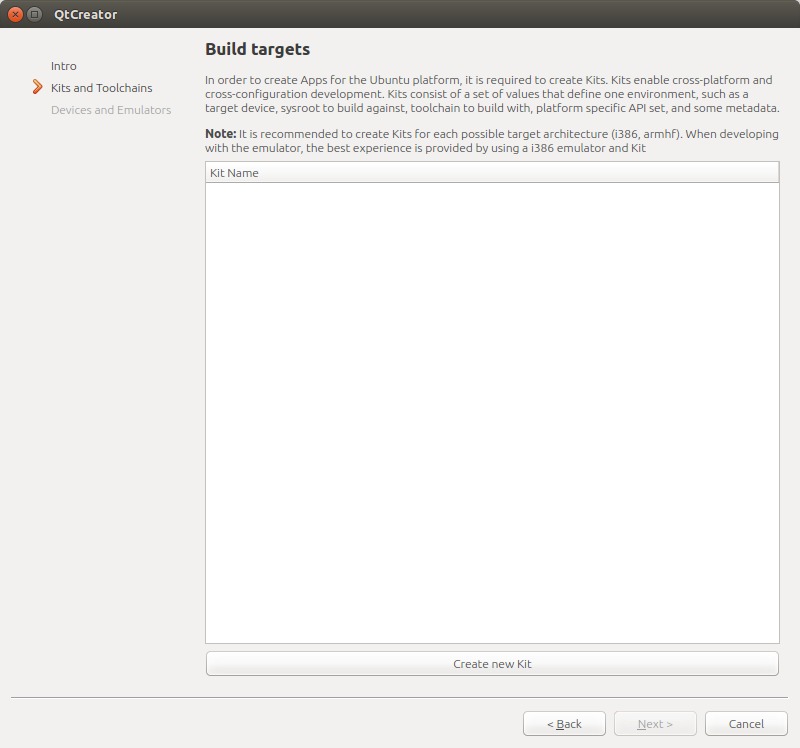 QtCreator
Intro
Kits and Toolchains
Devices and Emulators
Build targets
In order to create Apps for the Ubuntu platform, it is required to create Kits. Kits enable cross-platform and
cross-configuration development. Kits consist of a set of values that define one environment, such as a
target device, sysroot to build against, toolchain to build with, platform specific API set, and some metadata.
Note: It is recommended to create Kits for each possible target architecture (i386, armhf). When developing
with the emulator, the best experience is provided by using a i386 emulator and Kit
Kit Name
Create new Kit
< Back
Next >
Cancel